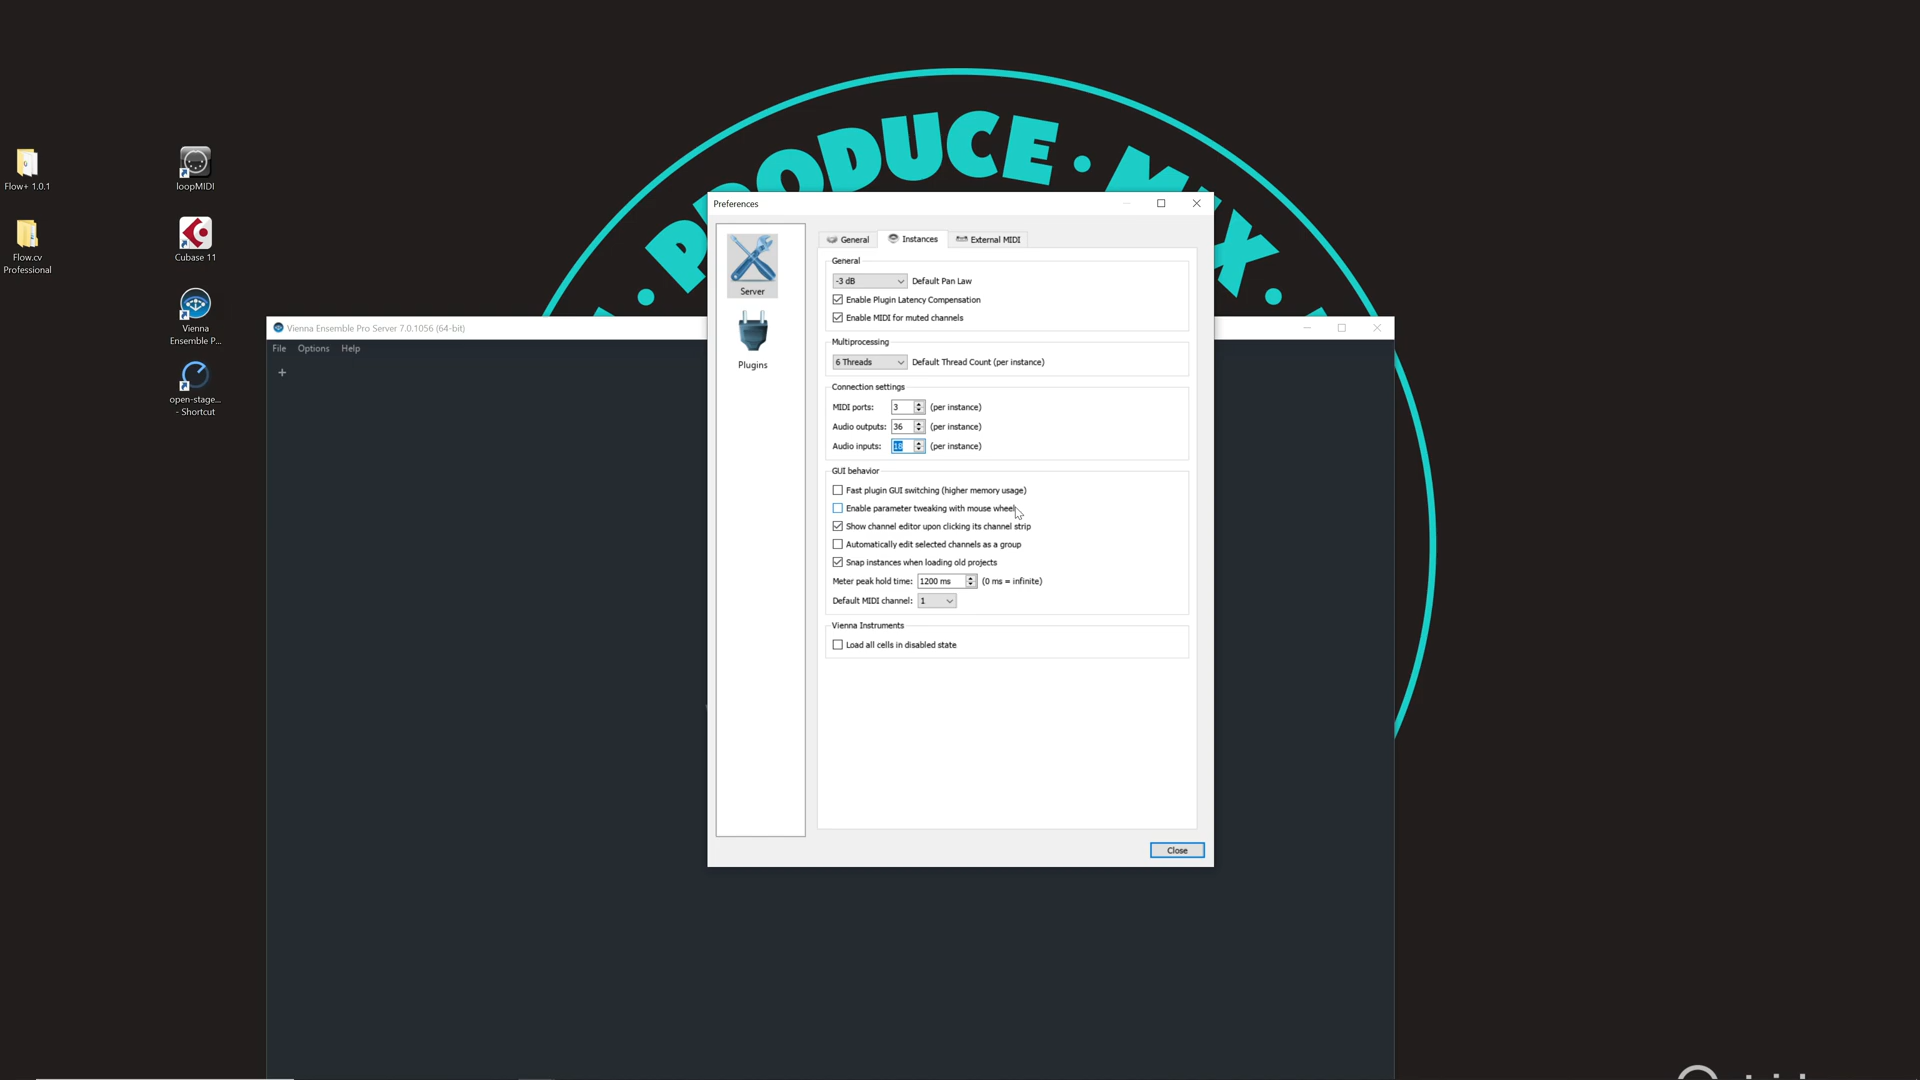 PRODUCE • MIX •
Flow+ 1.0.1
loopMIDI
Flow.cv
Professional
Cubase 11
Vienna
Ensemble P...
open-stage...
- Shortcut
Vienna Ensemble Pro Server 7.0.1056 (64-bit)
File Options Help
+
Preferences
Server
Plugins
General Instances External MIDI
General
-3 dB Default Pan Law
Enable Plugin Latency Compensation
Enable MIDI for muted channels
Multiprocessing
6 Threads Default Thread Count (per instance)
Connection settings
MIDI ports: 3 (per instance)
Audio outputs: 36 (per instance)
Audio inputs: 18 (per instance)
GUI behavior
Fast plugin GUI switching (higher memory usage)
Enable parameter tweaking with mouse wheel
Show channel editor upon clicking its channel strip
Automatically edit selected channels as a group
Snap instances when loading old projects
Meter peak hold time: 1200 ms (0 ms = infinite)
Default MIDI channel: 1
Vienna Instruments
Load all cells in disabled state
Close